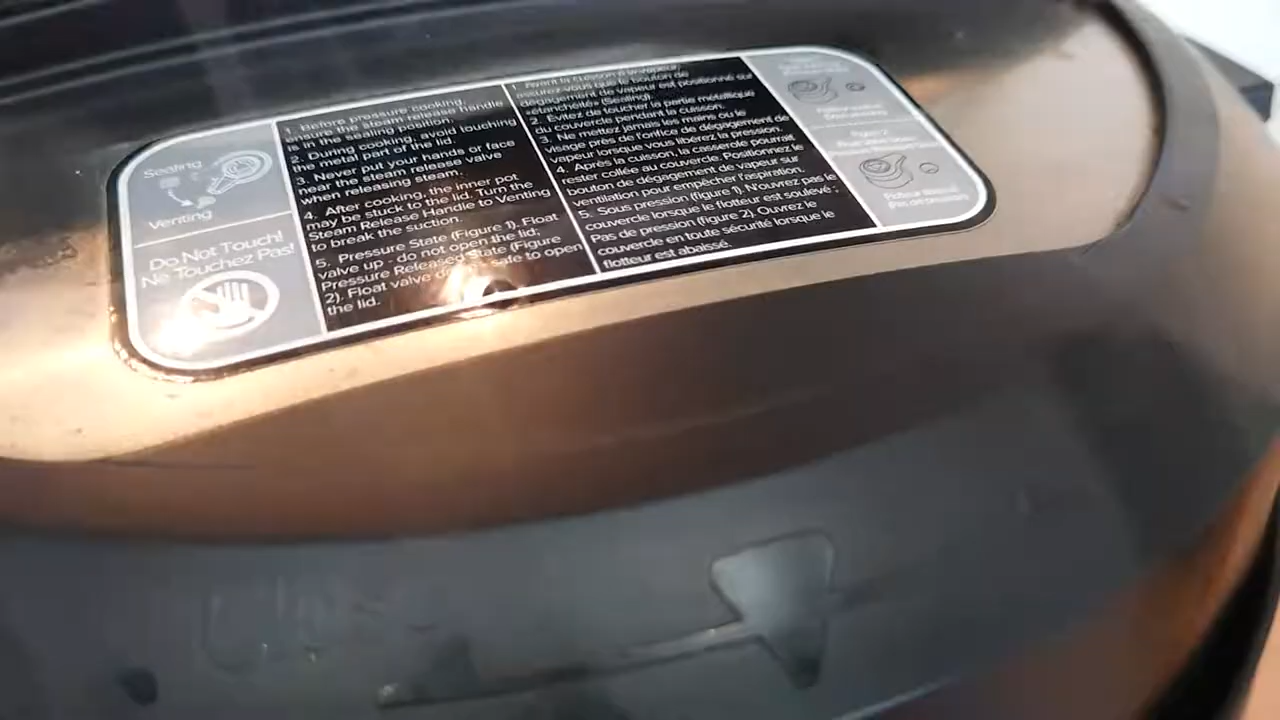 Sealing
Venting
Do Not Touch!
Ne Touchez Pas!
1. Before pressure cooking,
ensure the steam release handle
is in the sealing position.
2. During cooking, avoid touching
the metal part of the lid.
3. Never put your hands or face
near the steam release valve
when releasing steam.
4. After cooking, the inner pot
may be stuck to the lid. Turn the
Steam Release Handle to Venting
to break the suction.
5. Pressure State (Figure 1). Float
valve up - do not open the lid;
Pressure Released State (Figure
2). Float valve safe to open
the lid.
1. Avant la cuisson à la vapeur,
assurez-vous que le bouton de
dégagement de vapeur est positionné sur
«étanchéité» (Sealing).
2. Évitez de toucher la partie métallique
du couvercle pendant la cuisson.
3. Ne mettez jamais les mains ou le
visage près de l'orifice de dégagement de
vapeur lorsque vous libérez la pression.
4. Après la cuisson, la casserole pourrait
rester collée au couvercle. Positionnez le
bouton de dégagement de vapeur sur
ventilation pour empêcher l'aspiration.
5. Sous pression (figure 1). N'ouvrez pas le
couvercle lorsque le flotteur est soulevé ;
Pas de pression (figure 2). Ouvrez le
couvercle en toute sécurité lorsque le
flotteur est abaissé.
Close